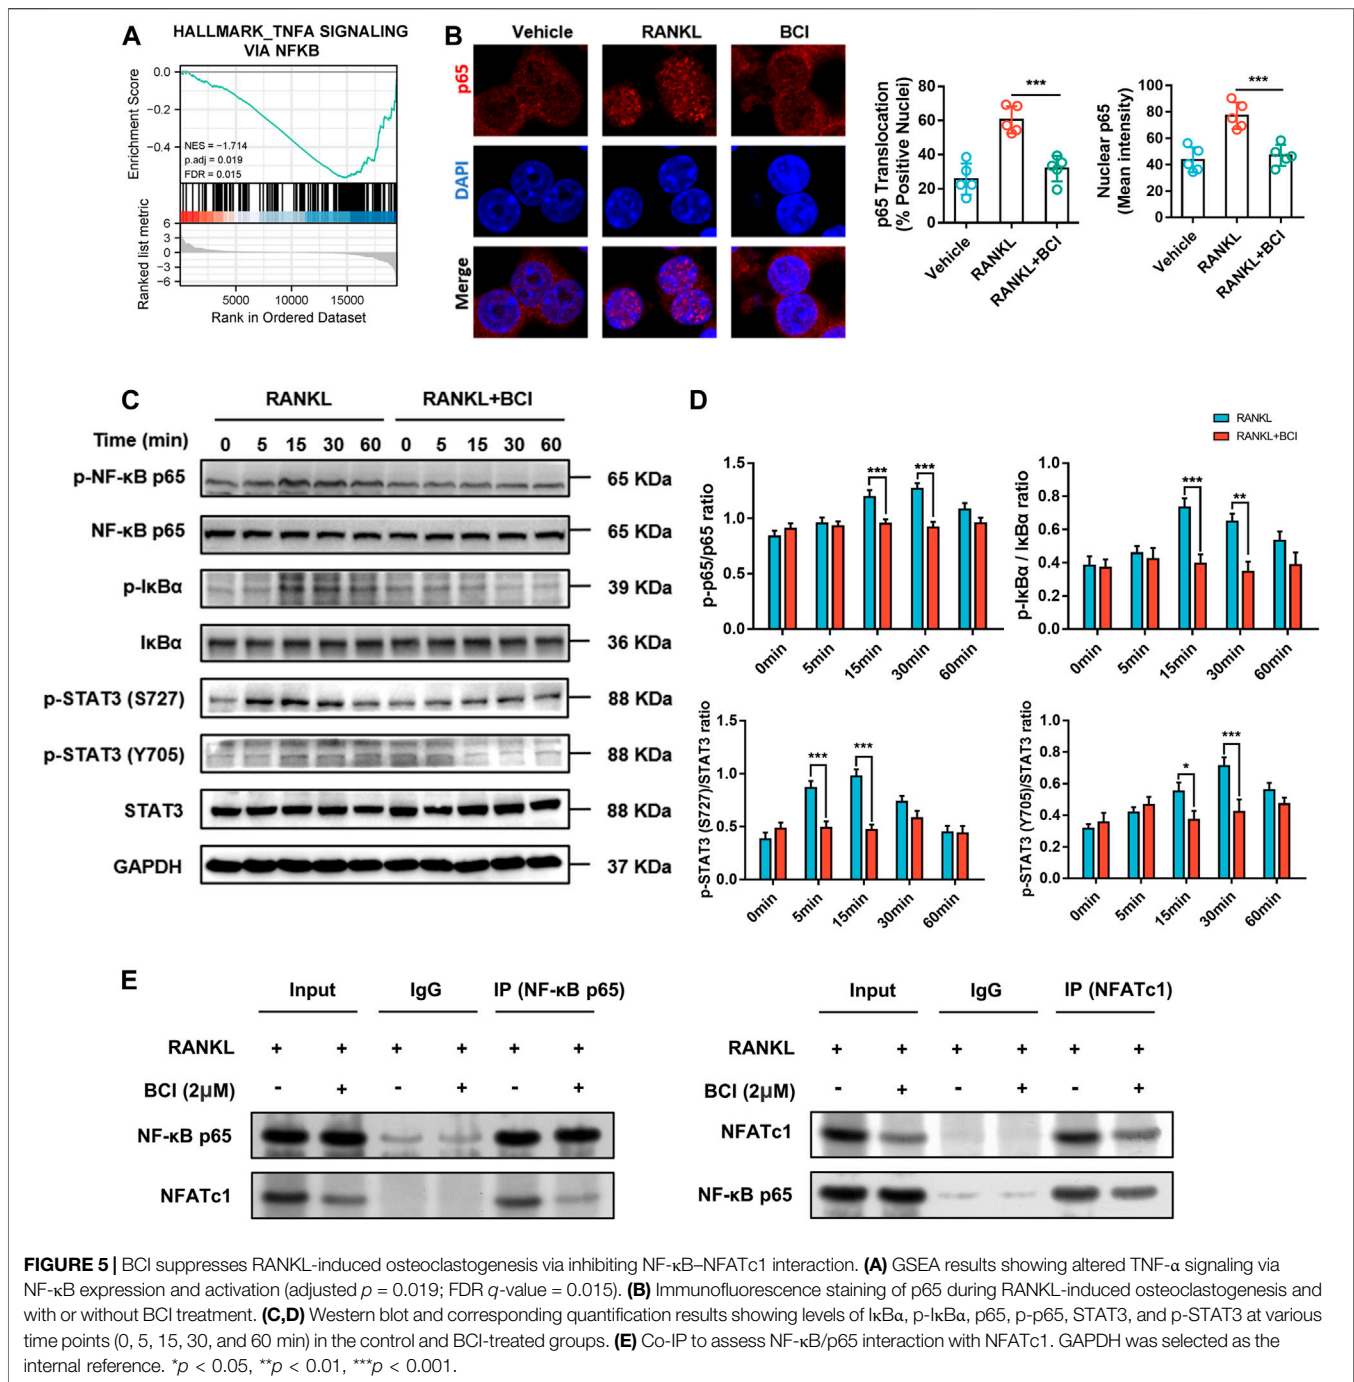 A
HALLMARK_TNFA SIGNALING
VIA NFKB
Enrichment Score
0.0
−0.2
−0.4
NES = −1.714
p.adj = 0.019
FDR = 0.015
Ranked list metric
6
3
0
−3
−6
5000 10000 15000
Rank in Ordered Dataset
B
Vehicle RANKL BCI
p65
DAPI
Merge
p65 Translocation
(% Positive Nuclei)
80
60
40
20
0
***
Vehicle
RANKL
RANKL+BCI
Nuclear p65
(Mean intensity)
100
80
60
40
20
0
***
Vehicle
RANKL
RANKL+BCI
C
RANKL RANKL+BCI
Time (min) 0 5 15 30 60 0 5 15 30 60
p-NF-κB p65 65 KDa
NF-κB p65 65 KDa
p-IκBα 39 KDa
IκBα 36 KDa
p-STAT3 (S727) 88 KDa
p-STAT3 (Y705) 88 KDa
STAT3 88 KDa
GAPDH 37 KDa
D
RANKL
RANKL+BCI
p-p65/p65 ratio
1.5
1.0
0.5
0.0
*** ***
0min 5min 15min 30min 60min
p-IκBα / IκBα ratio
1.0
0.8
0.6
0.4
0.2
0.0
*** **
0min 5min 15min 30min 60min
p-STAT3 (S727)/STAT3 ratio
1.5
1.0
0.5
0.0
*** ***
0min 5min 15min 30min 60min
p-STAT3 (Y705)/STAT3 ratio
1.0
0.8
0.6
0.4
0.2
0.0
* ***
0min 5min 15min 30min 60min
E
Input IgG IP (NF-κB p65)
RANKL + + + + + +
BCI (2μM) - + - + - +
NF-κB p65
NFATc1
Input IgG IP (NFATc1)
RANKL + + + + + +
BCI (2μM) - + - + - +
NFATc1
NF-κB p65
FIGURE 5 | BCI suppresses RANKL-induced osteoclastogenesis via inhibiting NF-κB–NFATc1 interaction. (A) GSEA results showing altered TNF-α signaling via
NF-κB expression and activation (adjusted p = 0.019; FDR q-value = 0.015). (B) Immunofluorescence staining of p65 during RANKL-induced osteoclastogenesis and
with or without BCI treatment. (C,D) Western blot and corresponding quantification results showing levels of IκBα, p-IκBα, p65, p-p65, STAT3, and p-STAT3 at various
time points (0, 5, 15, 30, and 60 min) in the control and BCI-treated groups. (E) Co-IP to assess NF-κB/p65 interaction with NFATc1. GAPDH was selected as the
internal reference. *p < 0.05, **p < 0.01, ***p < 0.001.